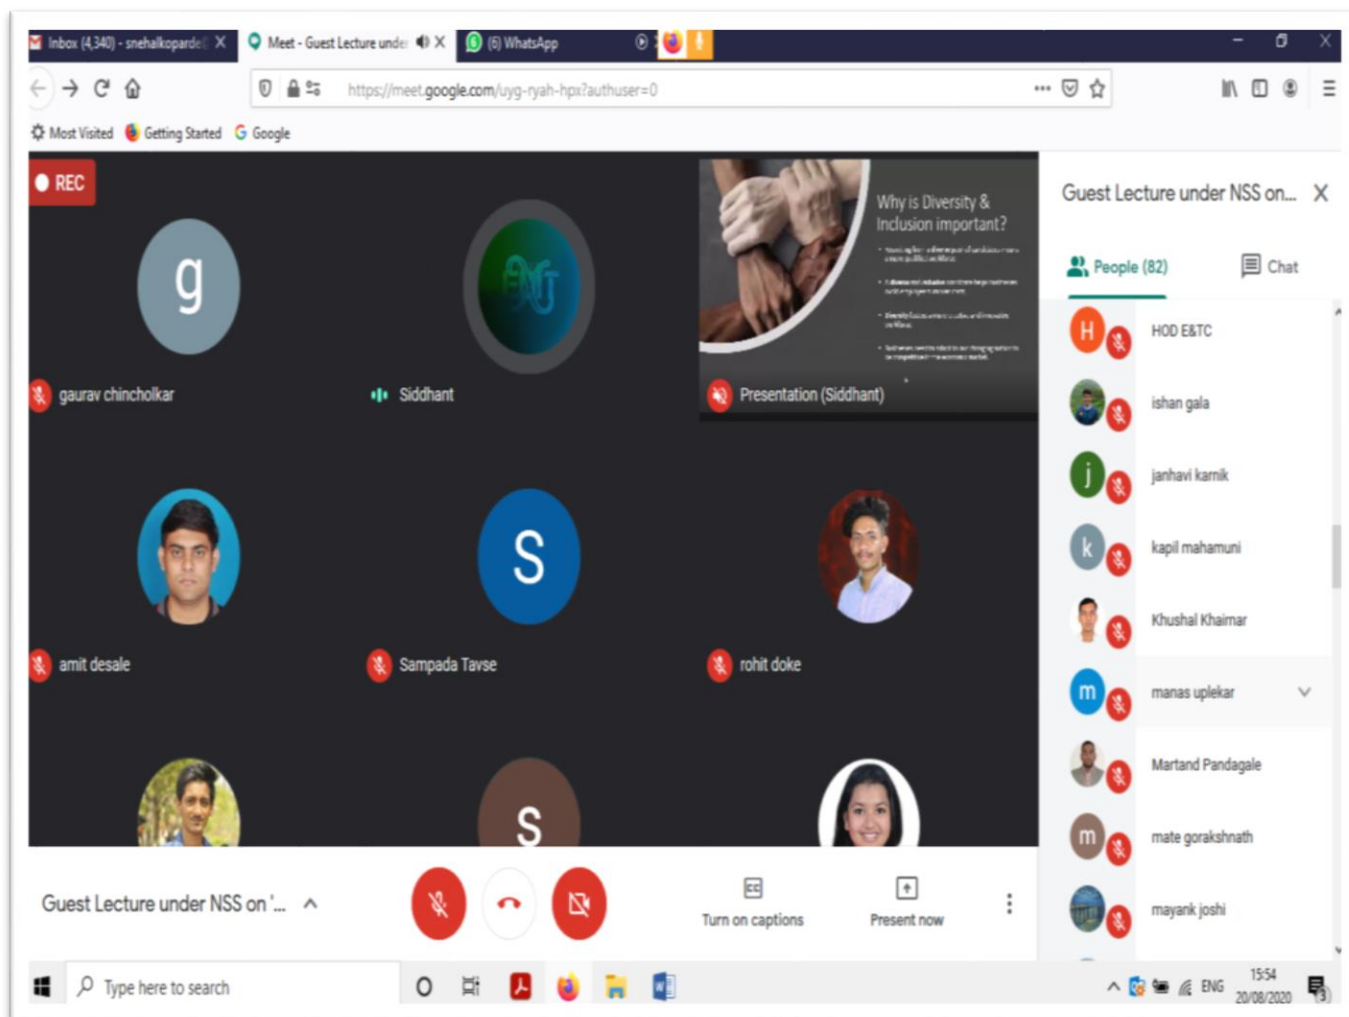 Inbox (4,340) - snehalkoparde
Meet - Guest Lecture under
(6) WhatsApp
https://meet.google.com/uyg-ryah-hpx?authuser=0
Most Visited
Getting Started
Google
REC
g
gaurav chincholkar
Siddhant
Why is Diversity &
Inclusion important?
Presentation (Siddhant)
amit desale
S
Sampada Tavse
rohit doke
S
Guest Lecture under NSS on...
People (82)
Chat
H
HOD E&TC
ishan gala
j
janhavi karnik
k
kapil mahamuni
Khushal Khairnar
m
manas uplekar
Martand Pandagale
m
mate gorakshnath
mayank joshi
Guest Lecture under NSS on '...
CC
Turn on captions
Present now
Type here to search
ENG
15:54
20/08/2020
3